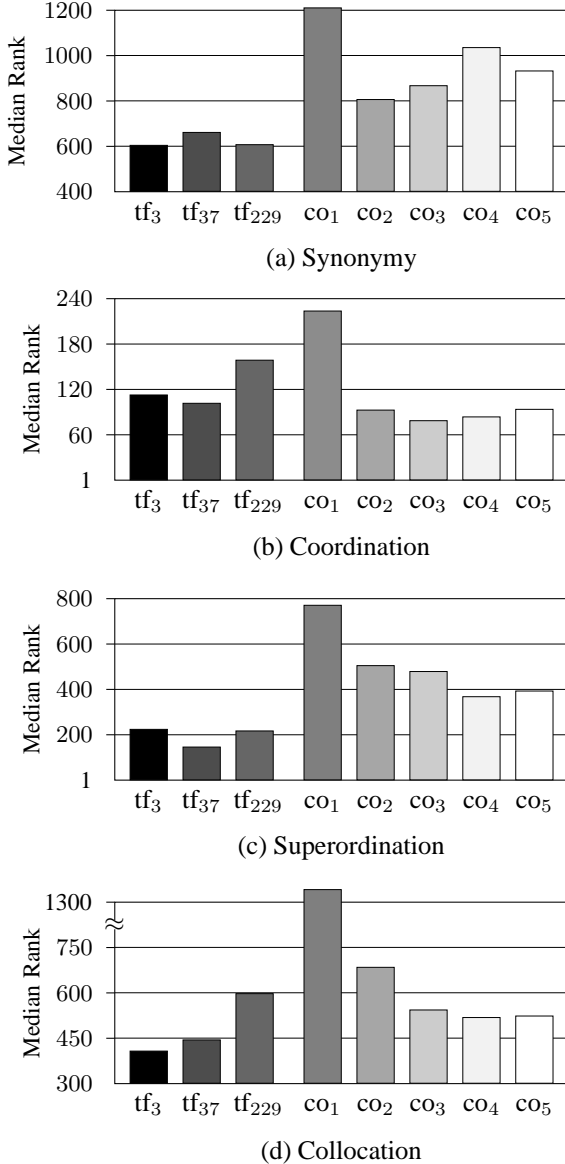 1200
1000
800
600
400
Median Rank
tf₃ tf₃₇ tf₂₂₉ co₁ co₂ co₃ co₄ co₅
(a) Synonymy
240
180
120
60
1
Median Rank
tf₃ tf₃₇ tf₂₂₉ co₁ co₂ co₃ co₄ co₅
(b) Coordination
800
600
400
200
1
Median Rank
tf₃ tf₃₇ tf₂₂₉ co₁ co₂ co₃ co₄ co₅
(c) Superordination
1300
750
600
450
300
Median Rank
tf₃ tf₃₇ tf₂₂₉ co₁ co₂ co₃ co₄ co₅
(d) Collocation